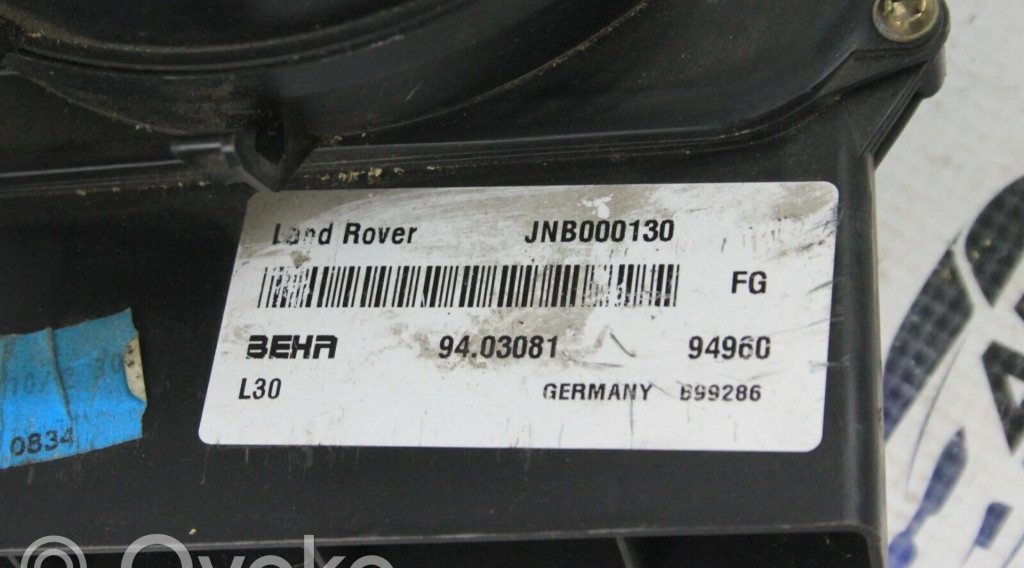 Land Rover JNB000130
FG
BEHR 94.03081 94960
L30 GERMANY B99286
0834